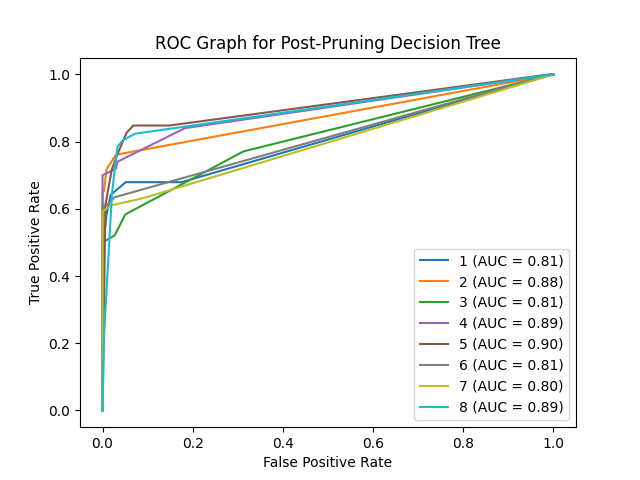 ROC Graph for Post-Pruning Decision Tree
True Positive Rate
1.0
0.8
0.6
0.4
0.2
0.0
1 (AUC = 0.81)
2 (AUC = 0.88)
3 (AUC = 0.81)
4 (AUC = 0.89)
5 (AUC = 0.90)
6 (AUC = 0.81)
7 (AUC = 0.80)
8 (AUC = 0.89)
0.0 0.2 0.4 0.6 0.8 1.0
False Positive Rate